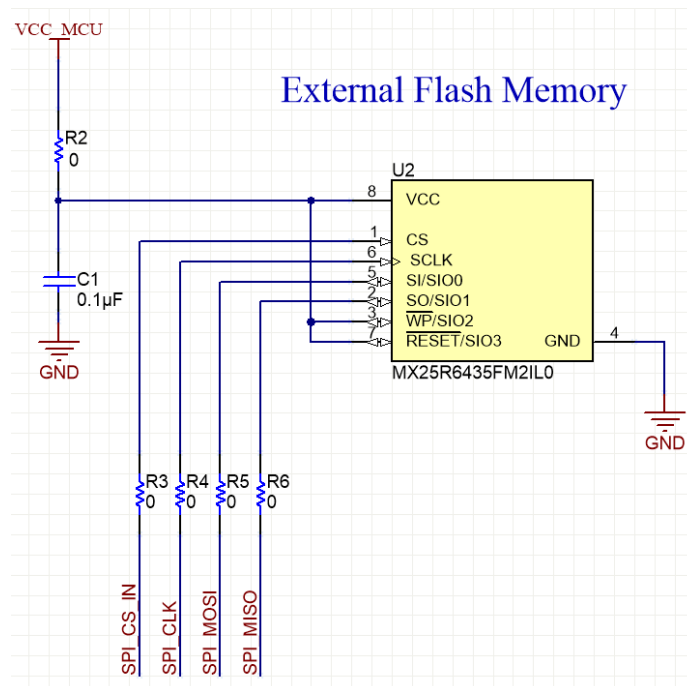 VCC_MCU
External Flash Memory
R2
0
U2
8
VCC
1
CS
6
SCLK
5
SI/SIO0
2
SO/SIO1
3
WP/SIO2
7
RESET/SIO3
GND
4
MX25R6435FM2IL0
C1
0.1µF
GND
GND
R3
0
R4
0
R5
0
R6
0
SPI_CS_IN
SPI_CLK
SPI_MOSI
SPI_MISO